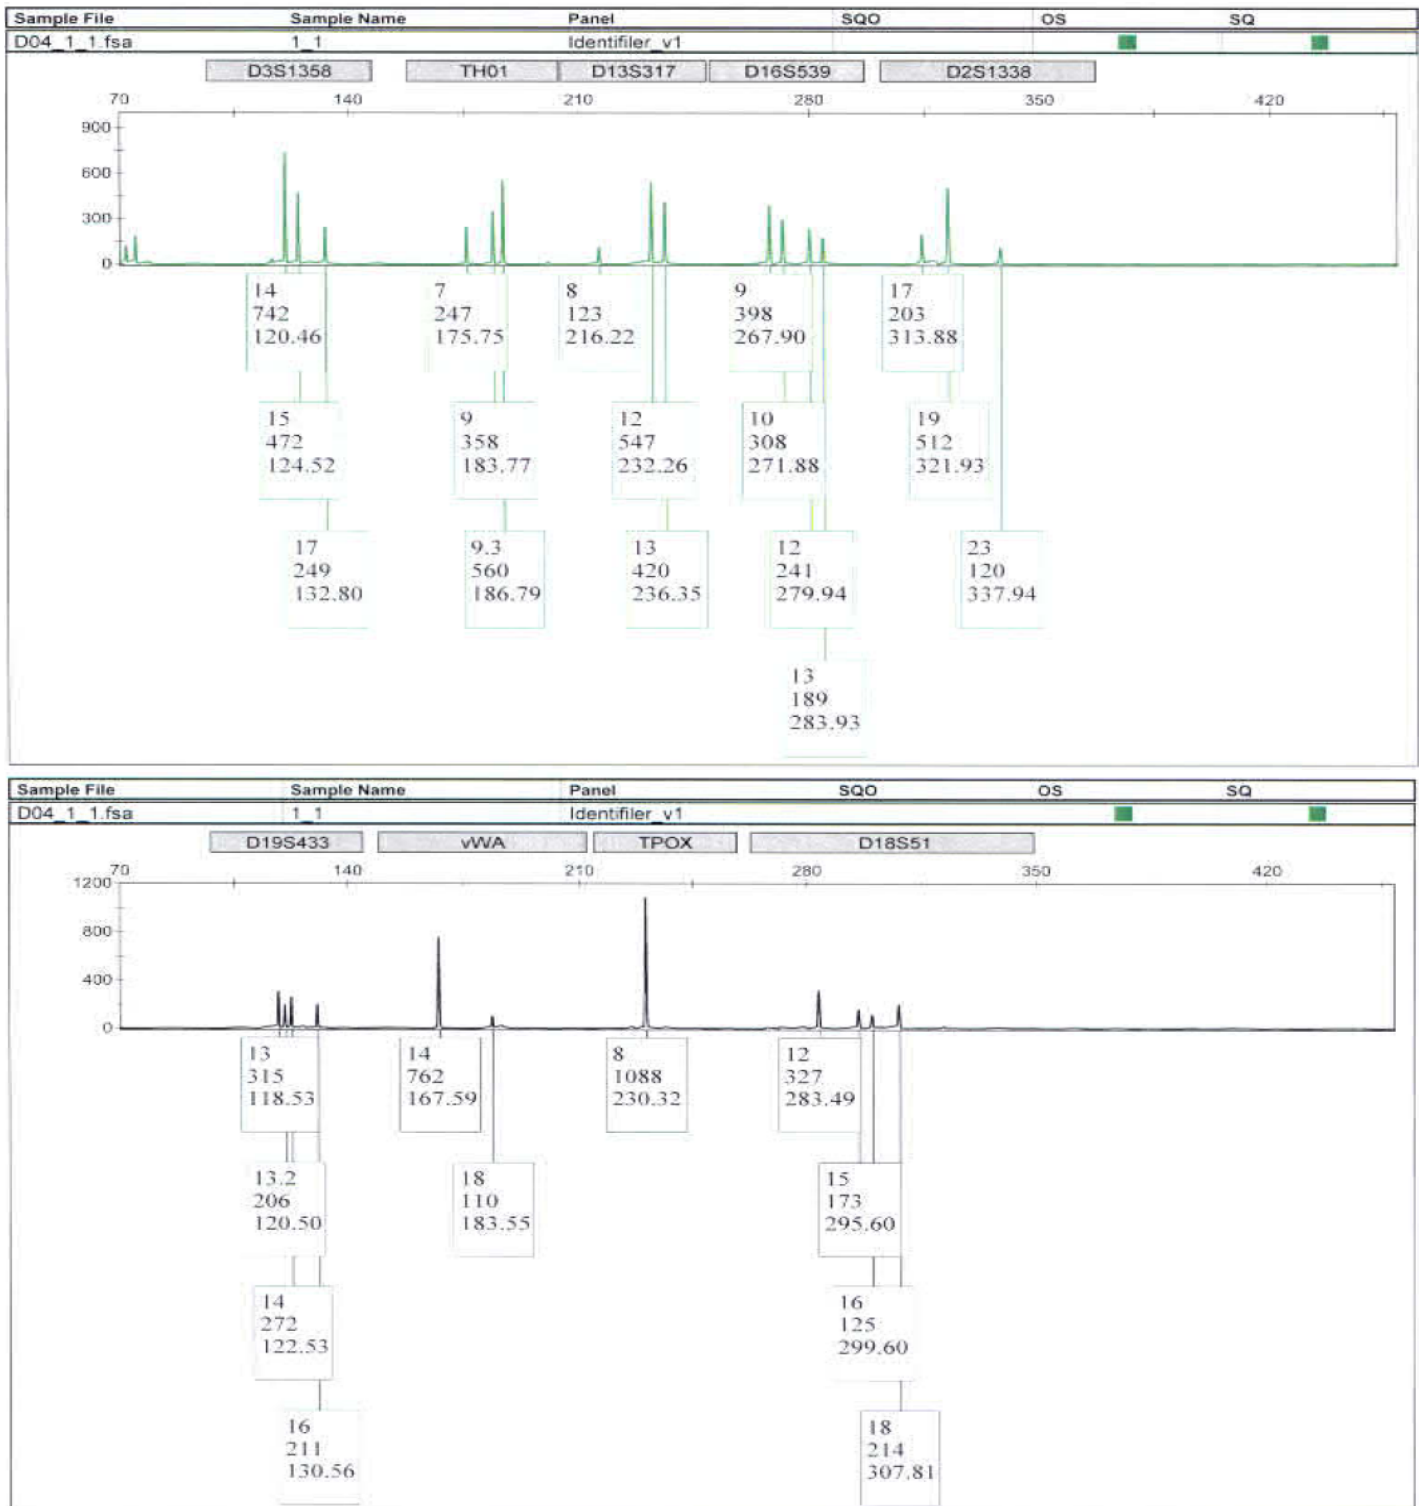 Sample File Sample Name Panel SQO OS SQ
D04_1_1.fsa 1_1 Identifiler_v1
D3S1358 TH01 D13S317 D16S539 D2S1338
70 140 210 280 350 420
900
600
300
0
14 7 8 9 17
742 247 123 398 203
120.46 175.75 216.22 267.90 313.88
15 9 12 10 19
472 358 547 308 512
124.52 183.77 232.26 271.88 321.93
17 9.3 13 12 23
249 560 420 241 120
132.80 186.79 236.35 279.94 337.94
13
189
283.93
Sample File Sample Name Panel SQO OS SQ
D04_1_1.fsa 1_1 Identifiler_v1
D19S433 vWA TPOX D18S51
70 140 210 280 350 420
1200
800
400
0
13 14 8 12
315 762 1088 327
118.53 167.59 230.32 283.49
13.2 18 15
206 110 173
120.50 183.55 295.60
14 16
272 125
122.53 299.60
16 18
211 214
130.56 307.81